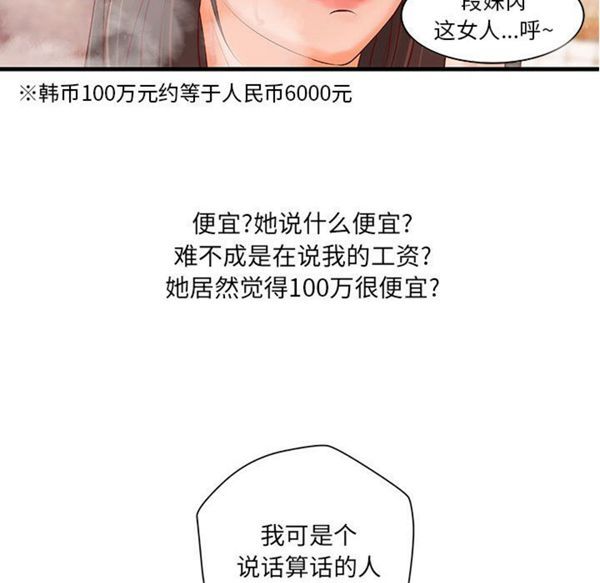 这女人...呼~
※韩币100万元约等于人民币6000元
便宜?她说什么便宜?
难不成是在说我的工资?
她居然觉得100万很便宜?
我可是个
说话算话的人